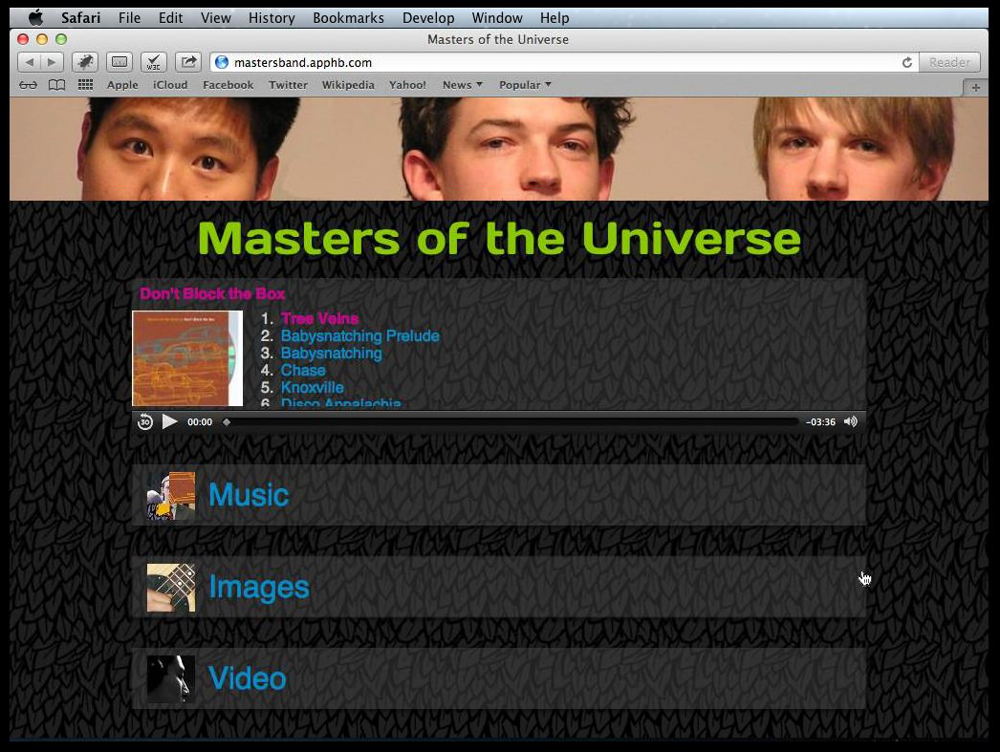 Safari File Edit View History Bookmarks Develop Window Help
Masters of the Universe
W3C mastersband.apphb.com Reader
Apple iCloud Facebook Twitter Wikipedia Yahoo! News Popular
Masters of the Universe
Don't Block the Box
1. Tree Veins
2. Babysnatching Prelude
3. Babysnatching
4. Chase
5. Knoxville
6. Disco Appalachia
30 00:00 −03:36
Music
Images
Video